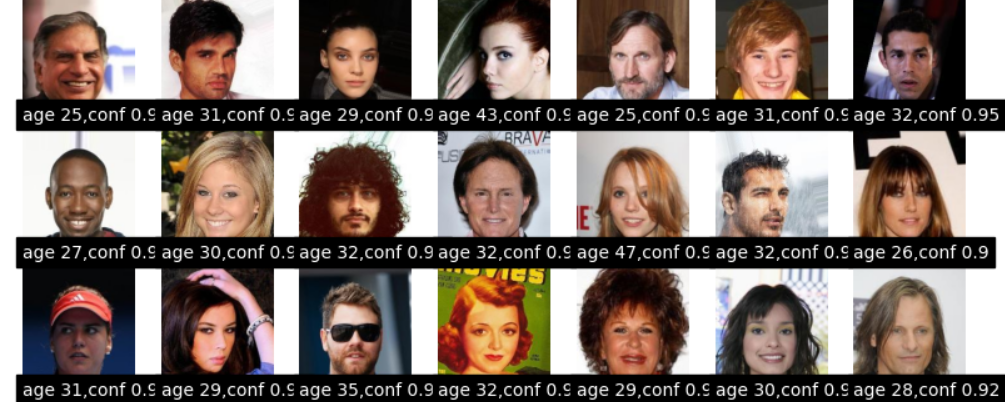 age 25,conf 0.9 age 31,conf 0.9 age 29,conf 0.9 age 43,conf 0.9 age 25,conf 0.9 age 31,conf 0.9 age 32,conf 0.95
BRAVA
age 27,conf 0.9 age 30,conf 0.9 age 32,conf 0.9 age 32,conf 0.9 age 47,conf 0.9 age 32,conf 0.9 age 26,conf 0.9
MOVIES
age 31,conf 0.9 age 29,conf 0.9 age 35,conf 0.9 age 32,conf 0.9 age 29,conf 0.9 age 30,conf 0.9 age 28,conf 0.92